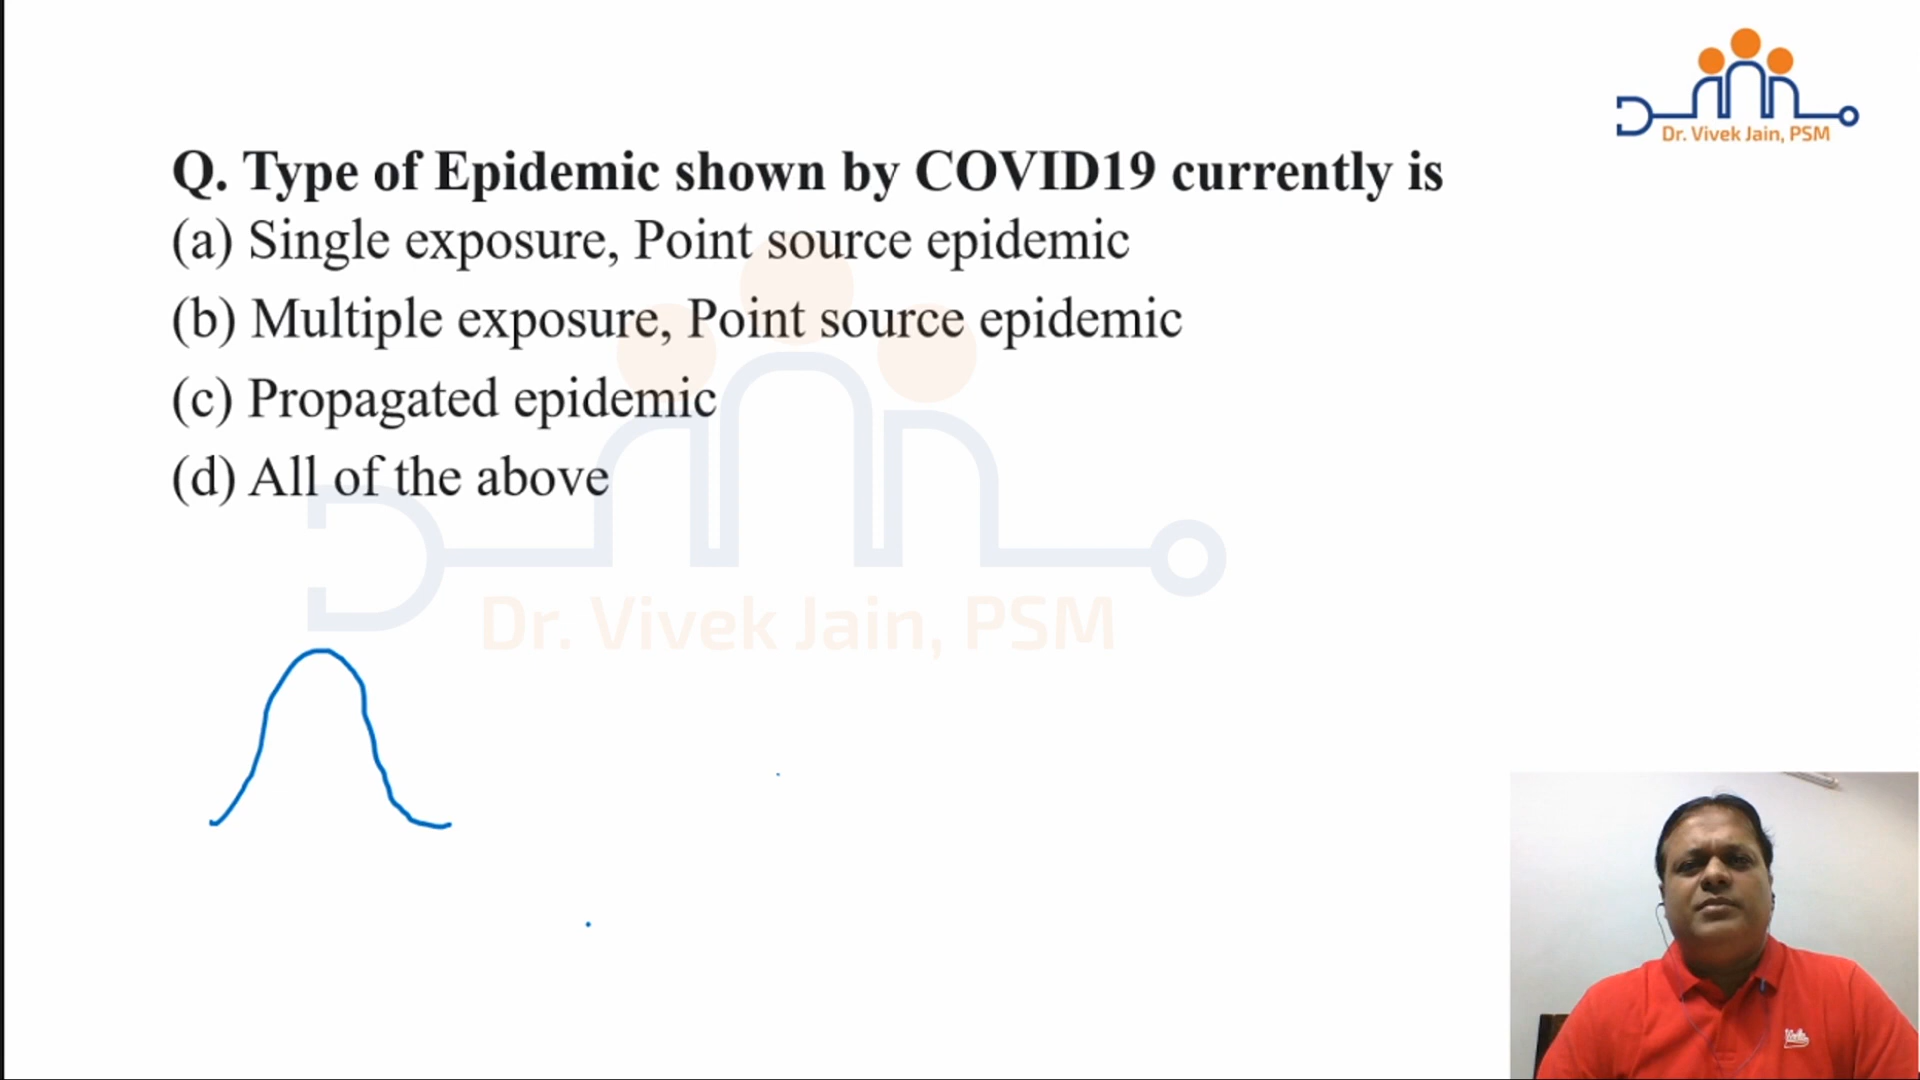 Dr. Vivek Jain, PSM
Q. Type of Epidemic shown by COVID19 currently is
(a) Single exposure, Point source epidemic
(b) Multiple exposure, Point source epidemic
(c) Propagated epidemic
(d) All of the above
Dr. Vivek Jain, PSM